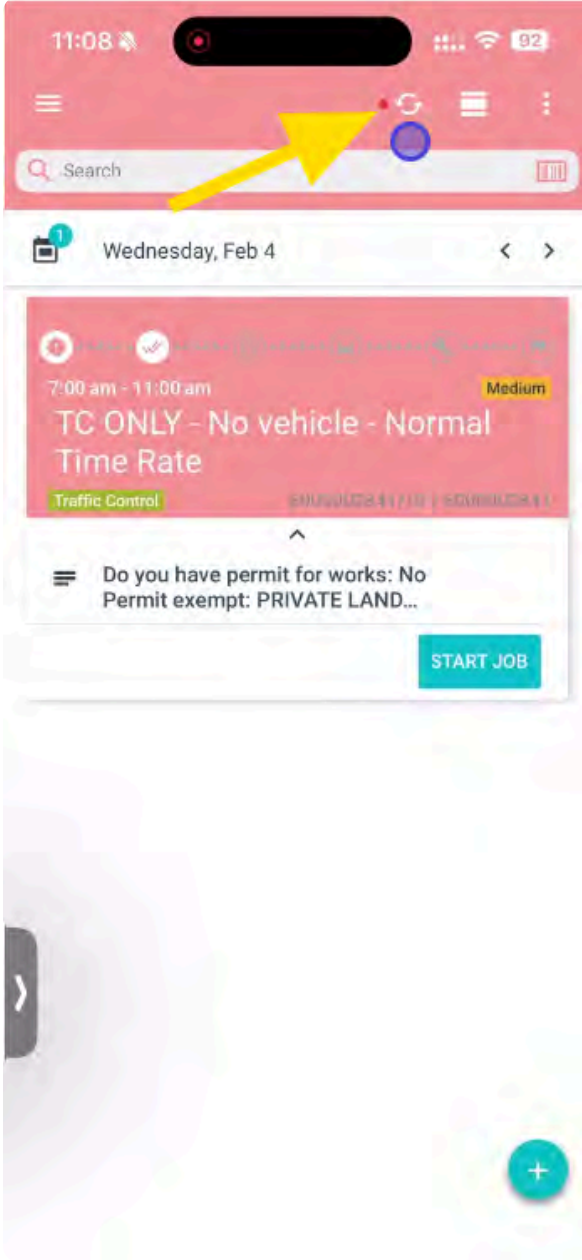 11:08
92
Search
1
Wednesday, Feb 4
7:00 am - 11:00 am
Medium
TC ONLY - No vehicle - Normal
Time Rate
Traffic Control
Do you have permit for works: No
Permit exempt: PRIVATE LAND...
START JOB